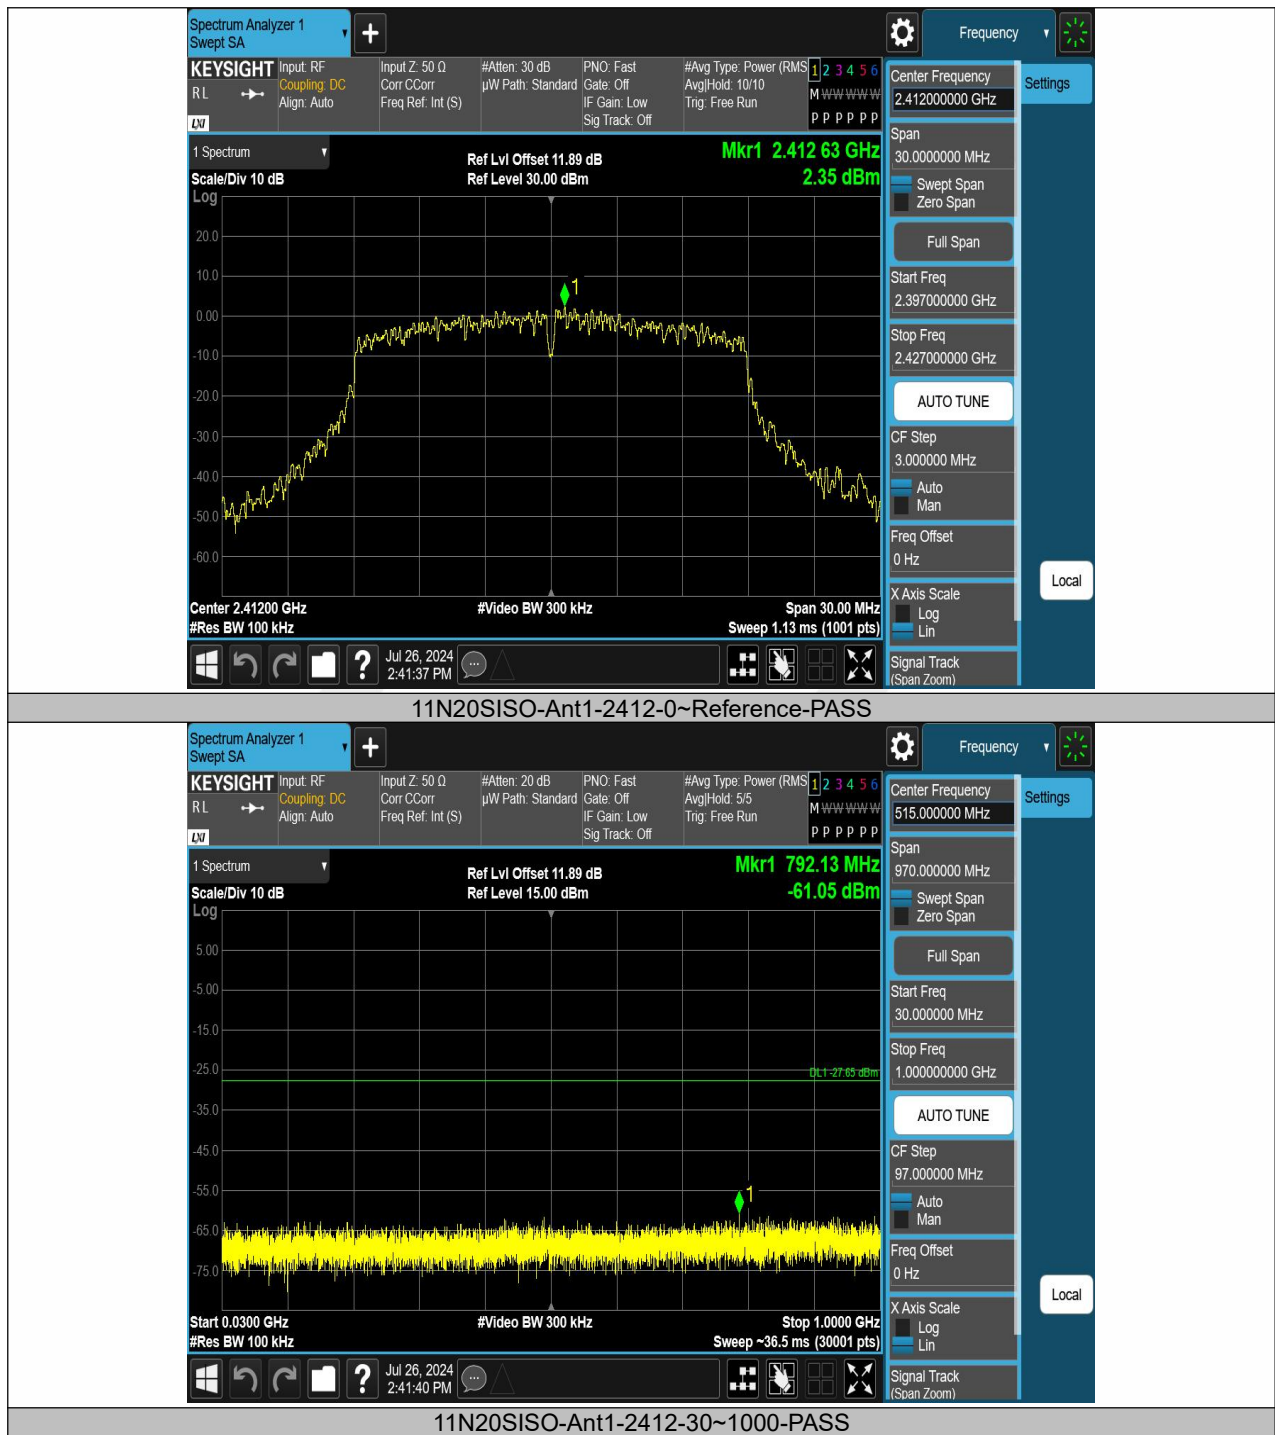 Spectrum Analyzer 1
Swept SA
+
Frequency
KEYSIGHT
RL
LXI
Input: RF
Coupling: DC
Align: Auto
Input Z: 50 Ω
Corr CCorr
Freq Ref: Int (S)
#Atten: 30 dB
µW Path: Standard
PNO: Fast
Gate: Off
IF Gain: Low
Sig Track: Off
#Avg Type: Power (RMS
Avg|Hold: 10/10
Trig: Free Run
1 2 3 4 5 6
M W W W W W
P P P P P P
1 Spectrum
Scale/Div 10 dB
Ref Lvl Offset 11.89 dB
Ref Level 30.00 dBm
Mkr1 2.412 63 GHz
2.35 dBm
Log
20.0
10.0
0.00
-10.0
-20.0
-30.0
-40.0
-50.0
-60.0
1
Center 2.41200 GHz
#Res BW 100 kHz
#Video BW 300 kHz
Span 30.00 MHz
Sweep 1.13 ms (1001 pts)
Jul 26, 2024
2:41:37 PM
?
Center Frequency
2.412000000 GHz
Span
30.0000000 MHz
Swept Span
Zero Span
Full Span
Start Freq
2.397000000 GHz
Stop Freq
2.427000000 GHz
AUTO TUNE
CF Step
3.000000 MHz
Auto
Man
Freq Offset
0 Hz
X Axis Scale
Log
Lin
Signal Track
(Span Zoom)
Settings
Local
11N20SISO-Ant1-2412-0~Reference-PASS
Spectrum Analyzer 1
Swept SA
+
Frequency
KEYSIGHT
RL
LXI
Input: RF
Coupling: DC
Align: Auto
Input Z: 50 Ω
Corr CCorr
Freq Ref: Int (S)
#Atten: 20 dB
µW Path: Standard
PNO: Fast
Gate: Off
IF Gain: Low
Sig Track: Off
#Avg Type: Power (RMS
Avg|Hold: 5/5
Trig: Free Run
1 2 3 4 5 6
M W W W W W
P P P P P P
1 Spectrum
Scale/Div 10 dB
Ref Lvl Offset 11.89 dB
Ref Level 15.00 dBm
Mkr1 792.13 MHz
-61.05 dBm
Log
5.00
-5.00
-15.0
-25.0
-35.0
-45.0
-55.0
-65.0
-75.0
DL1 -27.65 dBm
1
Start 0.0300 GHz
#Res BW 100 kHz
#Video BW 300 kHz
Stop 1.0000 GHz
Sweep ~36.5 ms (30001 pts)
Jul 26, 2024
2:41:40 PM
?
Center Frequency
515.000000 MHz
Span
970.000000 MHz
Swept Span
Zero Span
Full Span
Start Freq
30.000000 MHz
Stop Freq
1.000000000 GHz
AUTO TUNE
CF Step
97.000000 MHz
Auto
Man
Freq Offset
0 Hz
X Axis Scale
Log
Lin
Signal Track
(Span Zoom)
Settings
Local
11N20SISO-Ant1-2412-30~1000-PASS